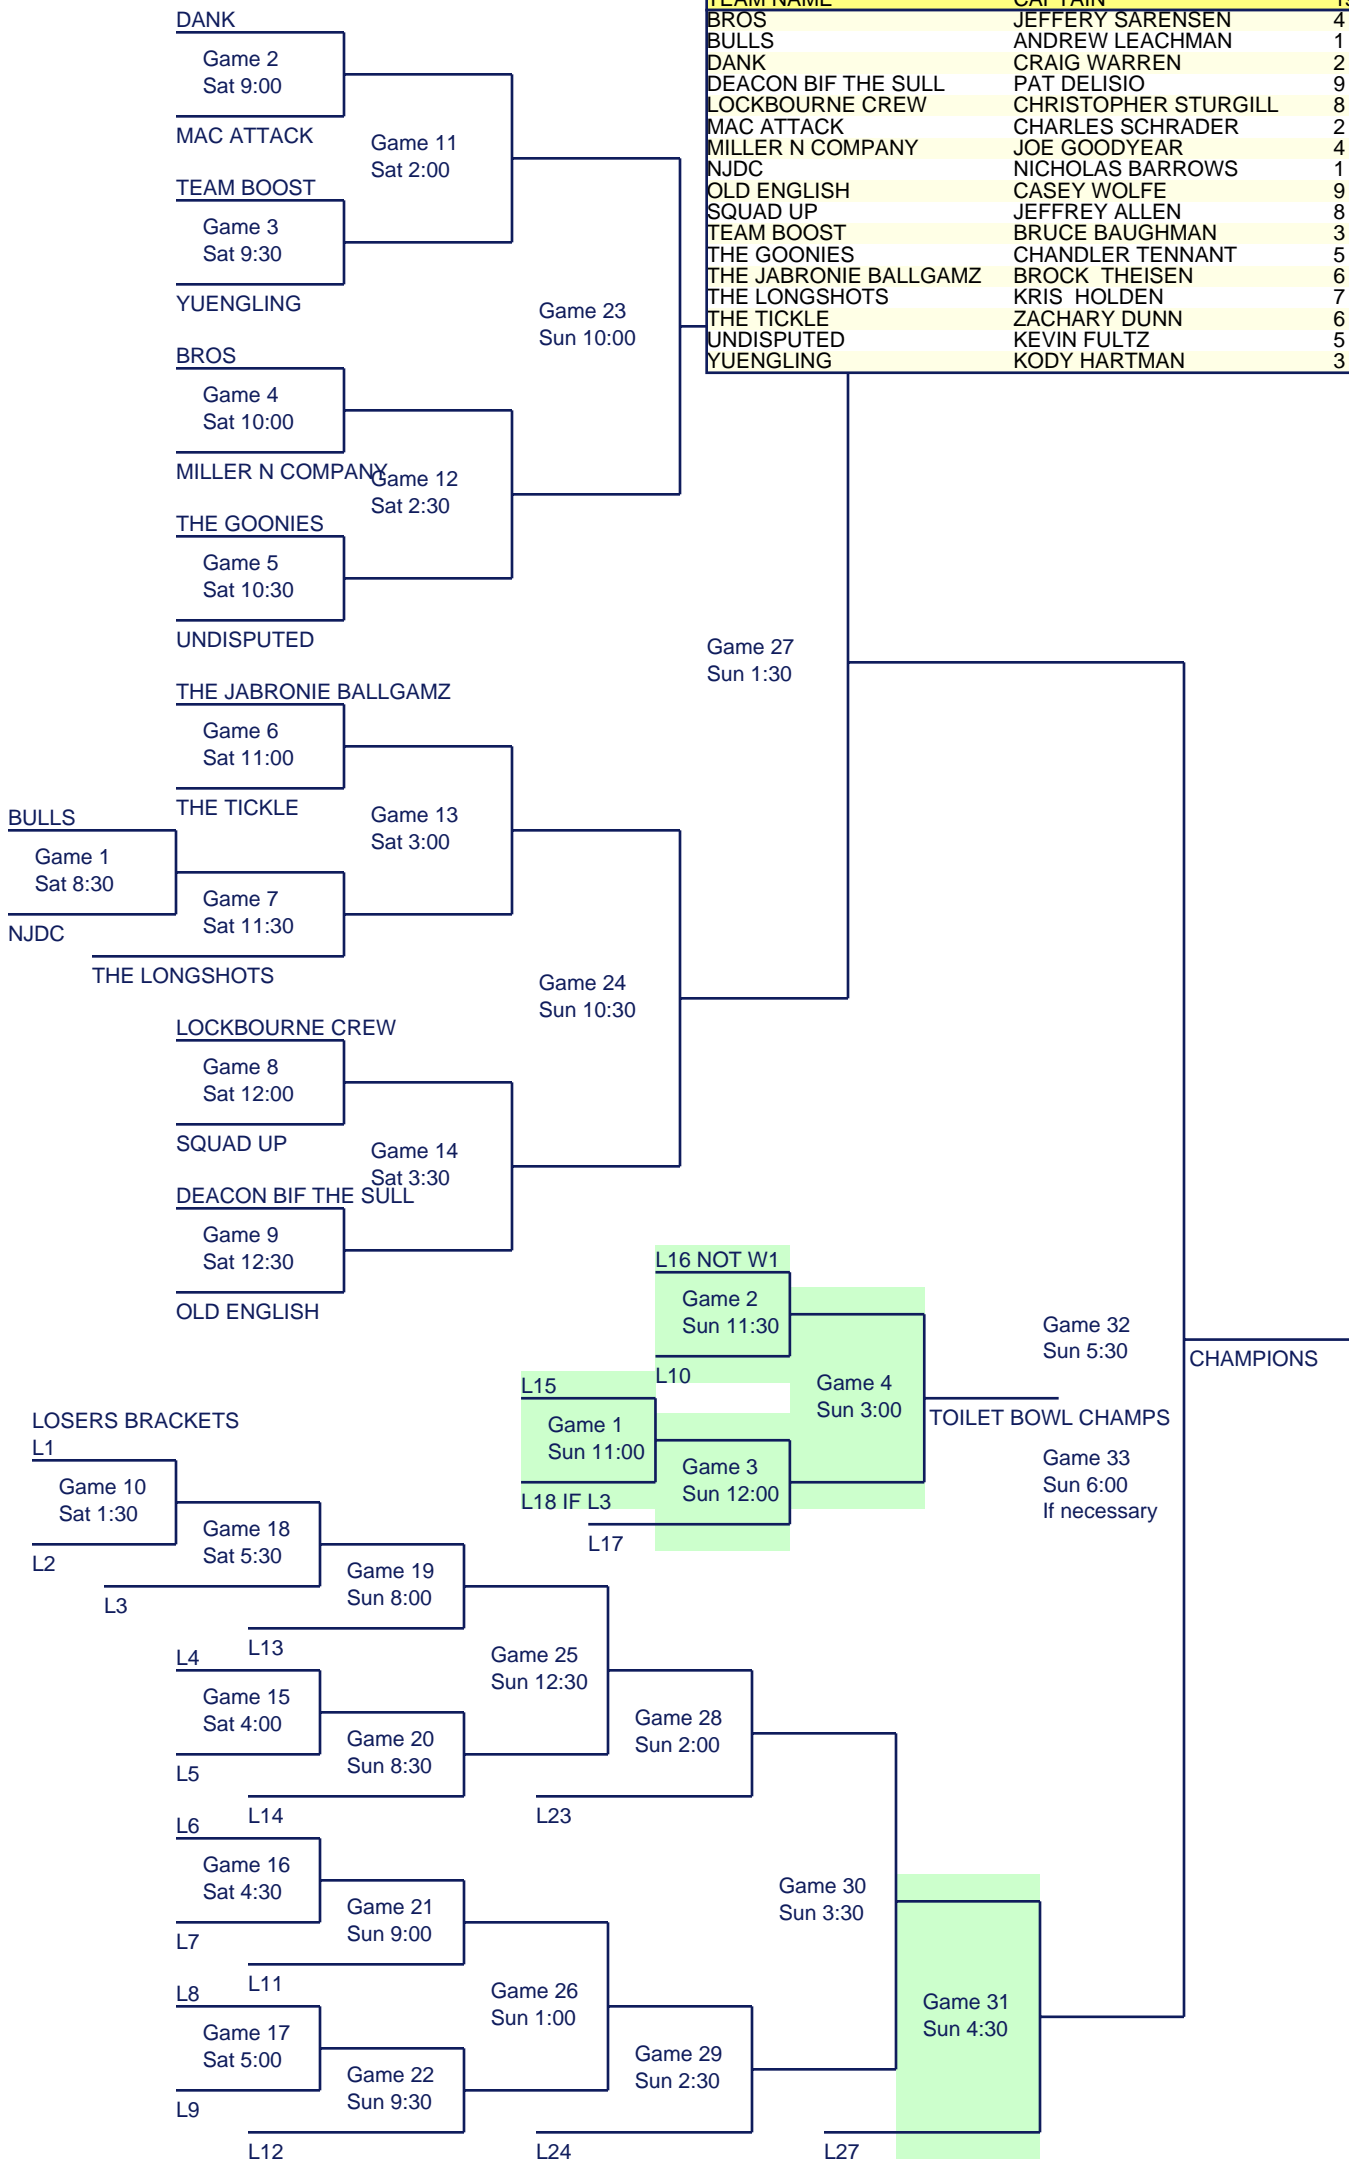 TEAM NAME CAPTAIN
BROS JEFFERY SARENSEN 4
BULLS ANDREW LEACHMAN 1
DANK CRAIG WARREN 2
DEACON BIF THE SULL PAT DELISIO 9
LOCKBOURNE CREW CHRISTOPHER STURGILL 8
MAC ATTACK CHARLES SCHRADER 2
MILLER N COMPANY JOE GOODYEAR 4
NJDC NICHOLAS BARROWS 1
OLD ENGLISH CASEY WOLFE 9
SQUAD UP JEFFREY ALLEN 8
TEAM BOOST BRUCE BAUGHMAN 3
THE GOONIES CHANDLER TENNANT 5
THE JABRONIE BALLGAMZ BROCK THEISEN 6
THE LONGSHOTS KRIS HOLDEN 7
THE TICKLE ZACHARY DUNN 6
UNDISPUTED KEVIN FULTZ 5
YUENGLING KODY HARTMAN 3
DANK
Game 2
Sat 9:00
MAC ATTACK
Game 11
Sat 2:00
TEAM BOOST
Game 3
Sat 9:30
YUENGLING
Game 23
Sun 10:00
BROS
Game 4
Sat 10:00
MILLER N COMPANY
Game 12
Sat 2:30
THE GOONIES
Game 5
Sat 10:30
UNDISPUTED
Game 27
Sun 1:30
THE JABRONIE BALLGAMZ
Game 6
Sat 11:00
THE TICKLE
Game 13
Sat 3:00
BULLS
Game 1
Sat 8:30
NJDC
Game 7
Sat 11:30
THE LONGSHOTS
Game 24
Sun 10:30
LOCKBOURNE CREW
Game 8
Sat 12:00
SQUAD UP
Game 14
Sat 3:30
DEACON BIF THE SULL
Game 9
Sat 12:30
OLD ENGLISH
L16 NOT W1
Game 2
Sun 11:30
L10
L15
Game 1
Sun 11:00
L18 IF L3
Game 3
Sun 12:00
L17
Game 4
Sun 3:00
TOILET BOWL CHAMPS
Game 32
Sun 5:30
CHAMPIONS
Game 33
Sun 6:00
If necessary
LOSERS BRACKETS
L1
Game 10
Sat 1:30
L2
Game 18
Sat 5:30
L3
Game 19
Sun 8:00
L13
L4
Game 15
Sat 4:00
L5
Game 20
Sun 8:30
L14
Game 25
Sun 12:30
Game 28
Sun 2:00
L23
L6
Game 16
Sat 4:30
L7
Game 21
Sun 9:00
L11
L8
Game 17
Sat 5:00
L9
Game 22
Sun 9:30
L12
Game 26
Sun 1:00
Game 29
Sun 2:30
L24
Game 30
Sun 3:30
Game 31
Sun 4:30
L27